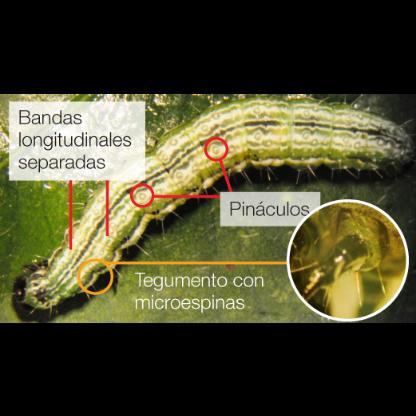 Bandas
longitudinales
separadas
Pináculos
Tegumento con
microespinas